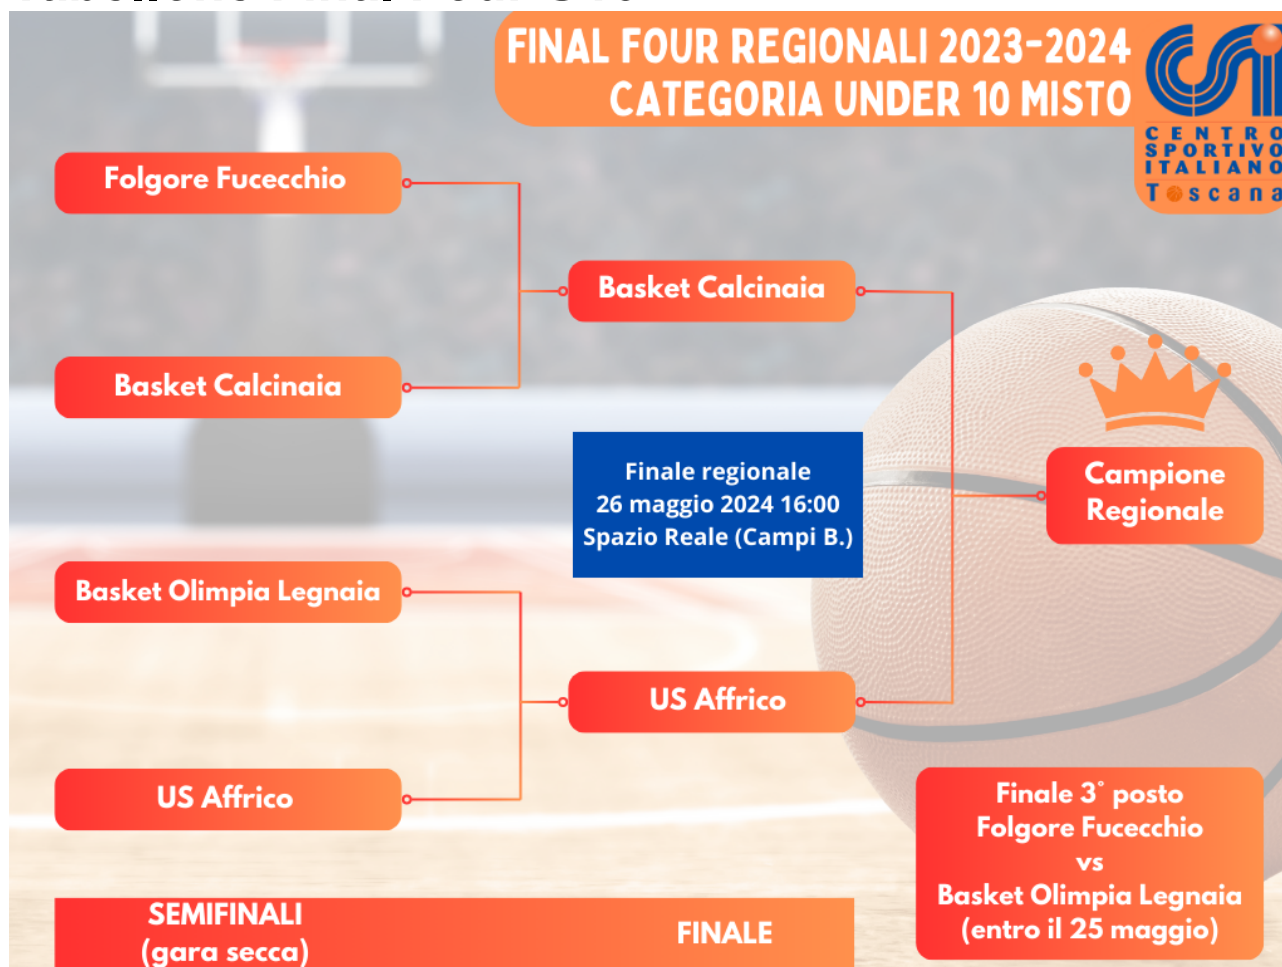 FINAL FOUR REGIONALI 2023-2024
CATEGORIA UNDER 10 MISTO
CSI
CENTRO
SPORTIVO
ITALIANO
Toscana
Folgore Fucecchio
Basket Calcinaia
Basket Calcinaia
Finale regionale
26 maggio 2024 16:00
Spazio Reale (Campi B.)
Campione
Regionale
Basket Olimpia Legnaia
US Affrico
US Affrico
Finale 3° posto
Folgore Fucecchio
vs
Basket Olimpia Legnaia
(entro il 25 maggio)
SEMIFINALI
(gara secca)
FINALE